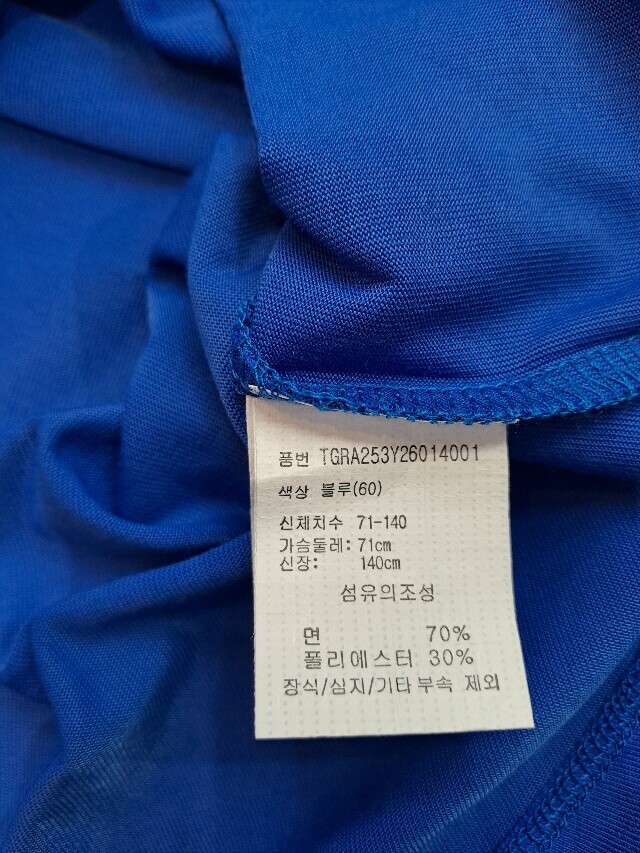 품번 TGRA253Y26014001
색상 블루(60)
신체치수 71-140
가슴둘레: 71cm
신장: 140cm
섬유의조성
면 70%
폴리에스터 30%
장식/심지/기타부속 제외